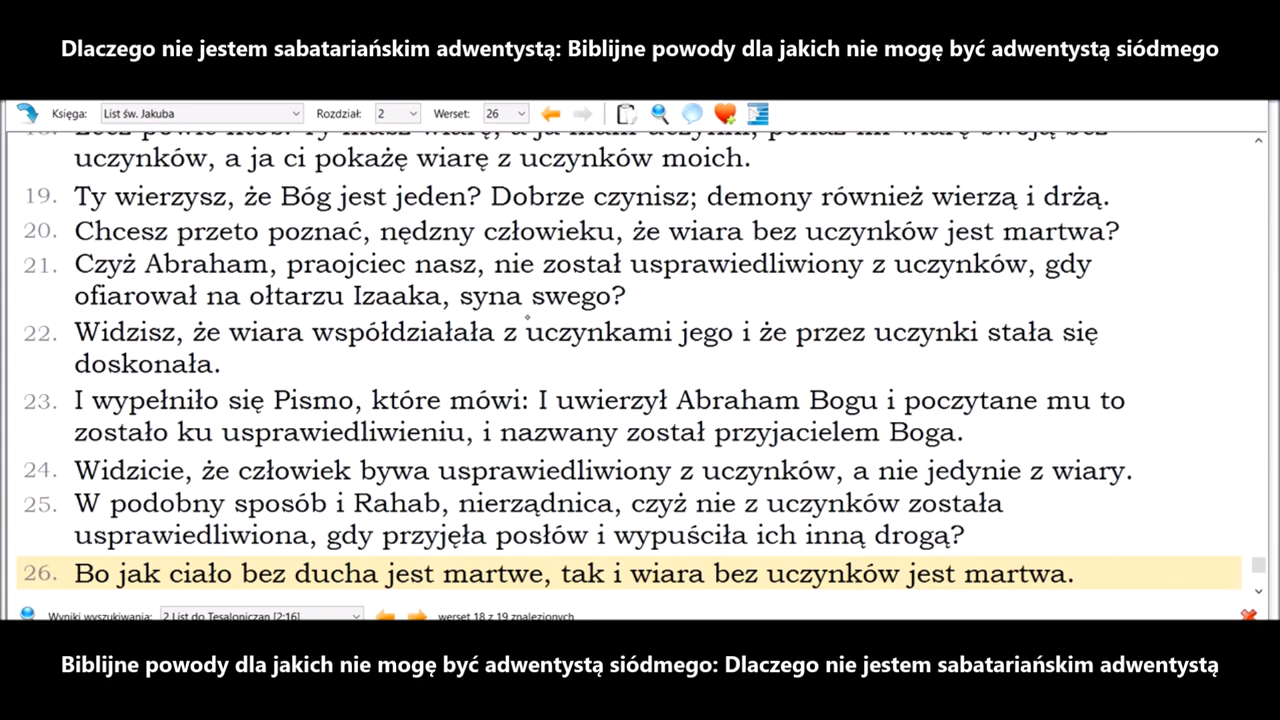 Dlaczego nie jestem sabatariańskim adwentystą: Biblijne powody dla jakich nie mogę być adwentystą siódmego
Księga: List św. Jakuba Rozdział: 2 Werset: 26
uczynków, a ja ci pokażę wiarę z uczynków moich.
19. Ty wierzysz, że Bóg jest jeden? Dobrze czynisz; demony również wierzą i drżą.
20. Chcesz przeto poznać, nędzny człowieku, że wiara bez uczynków jest martwa?
21. Czyż Abraham, praojciec nasz, nie został usprawiedliwiony z uczynków, gdy
ofiarował na ołtarzu Izaaka, syna swego?
22. Widzisz, że wiara współdziałała z uczynkami jego i że przez uczynki stała się
doskonała.
23. I wypełniło się Pismo, które mówi: I uwierzył Abraham Bogu i poczytane mu to
zostało ku usprawiedliwieniu, i nazwany został przyjacielem Boga.
24. Widzicie, że człowiek bywa usprawiedliwiony z uczynków, a nie jedynie z wiary.
25. W podobny sposób i Rahab, nierządnica, czyż nie z uczynków została
usprawiedliwiona, gdy przyjęła posłów i wypuściła ich inną drogą?
26. Bo jak ciało bez ducha jest martwe, tak i wiara bez uczynków jest martwa.
Wyniki wyszukiwania: 2 List do Tesaloniczan [2:16] werset 18 z 19 znalezionych
Biblijne powody dla jakich nie mogę być adwentystą siódmego: Dlaczego nie jestem sabatariańskim adwentystą